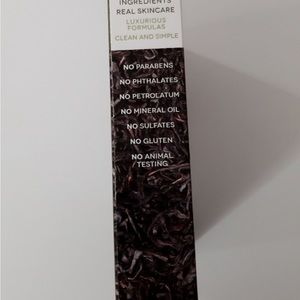 INGREDIENTS
REAL SKINCARE
LUXURIOUS
FORMULAS
CLEAN AND SIMPLE
NO PARABENS
NO PHTHALATES
NO PETROLATUM
NO MINERAL OIL
NO SULFATES
NO GLUTEN
NO ANIMAL
TESTING